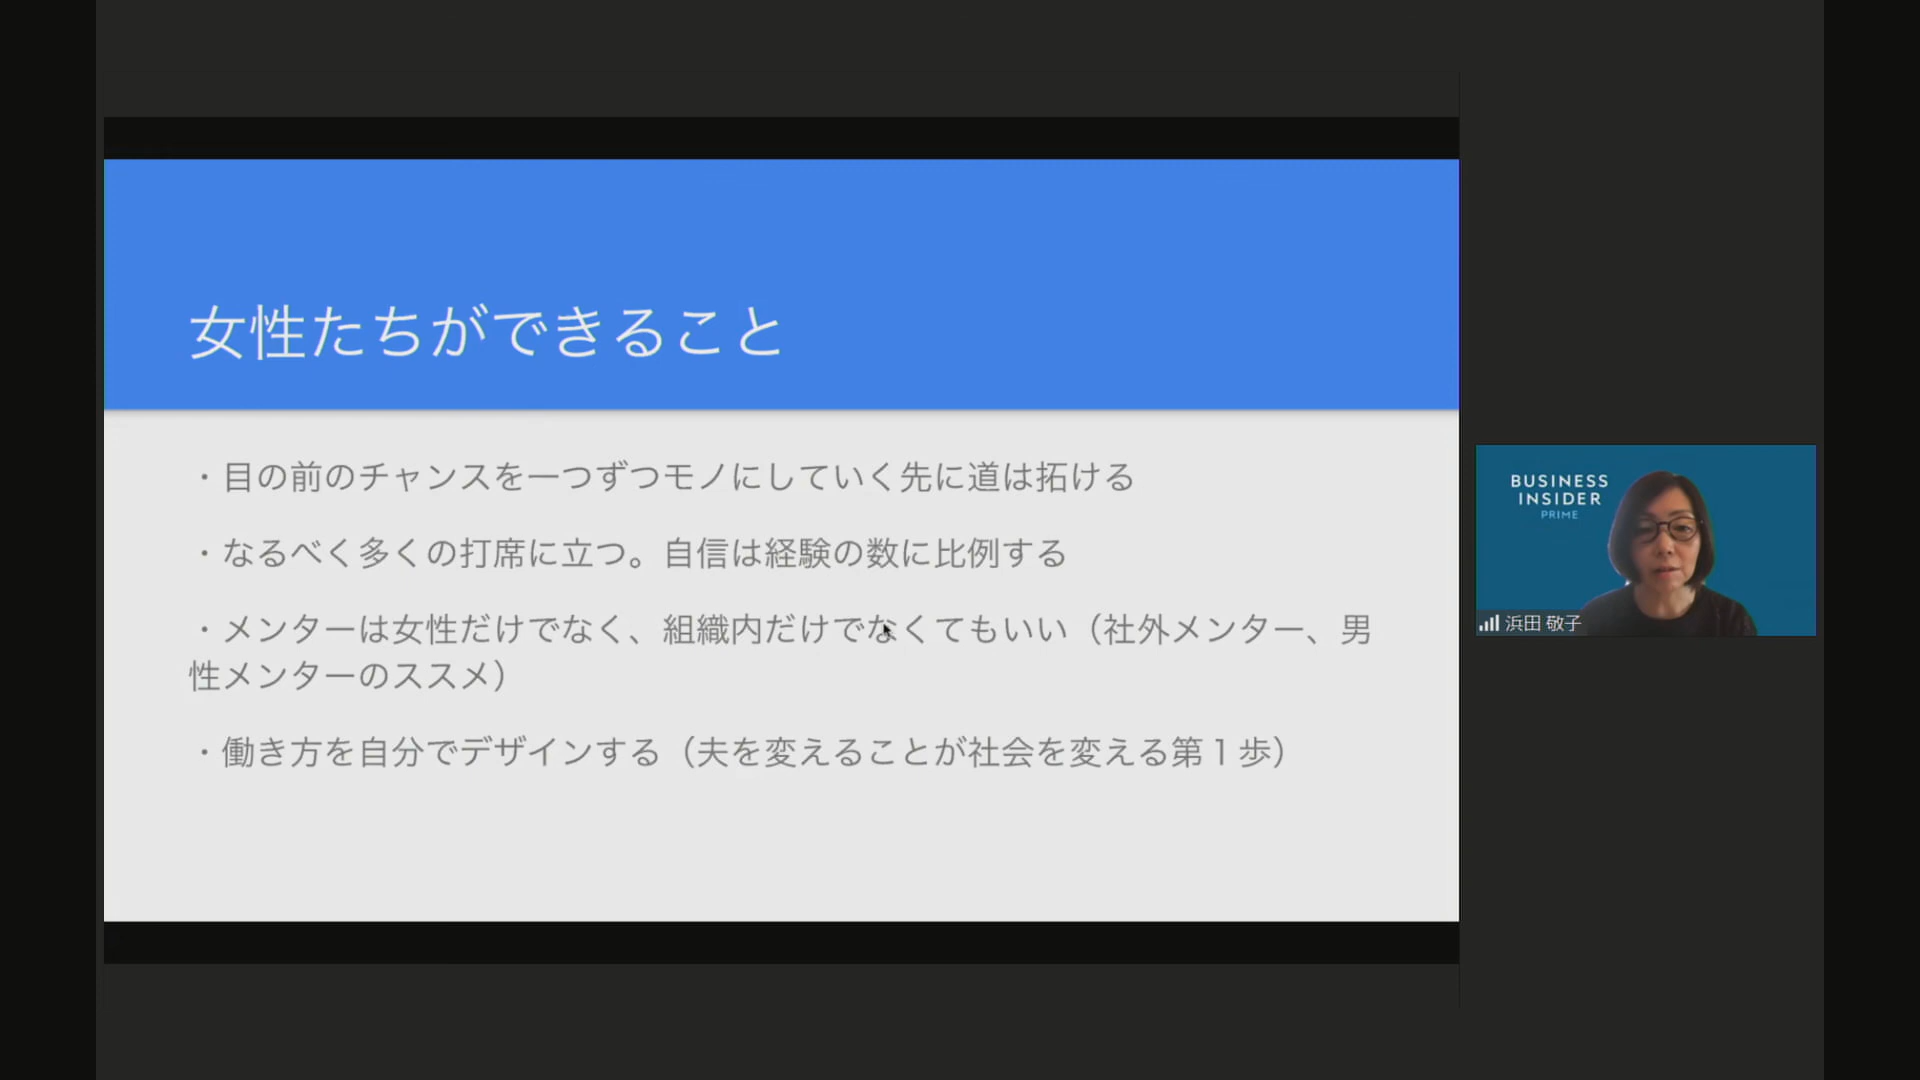 女性たちができること
・目の前のチャンスを一つずつモノにしていく先に道は拓ける
・なるべく多くの打席に立つ。自信は経験の数に比例する
・メンターは女性だけでなく、組織内だけでなくてもいい（社外メンター、男
性メンターのススメ）
・働き方を自分でデザインする（夫を変えることが社会を変える第１歩）
BUSINESS
INSIDER
PRIME
浜田 敬子